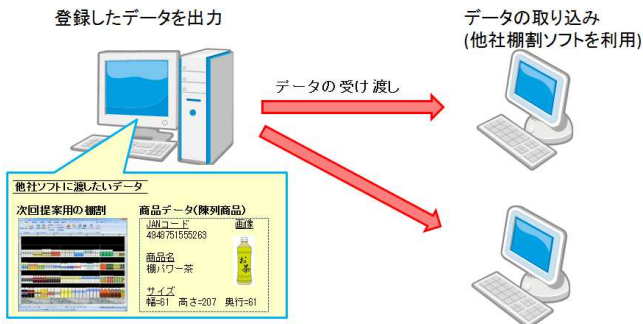 登録したデータを出力
データの取り込み
(他社棚割ソフトを利用)
データの受け渡し
他社ソフトに渡したいデータ
次回提案用の棚割
商品データ(陳列商品)
JANコード
画像
4948751555263
お茶
商品名
棚パワー茶
サイズ
幅=61 高さ=207 奥行=61